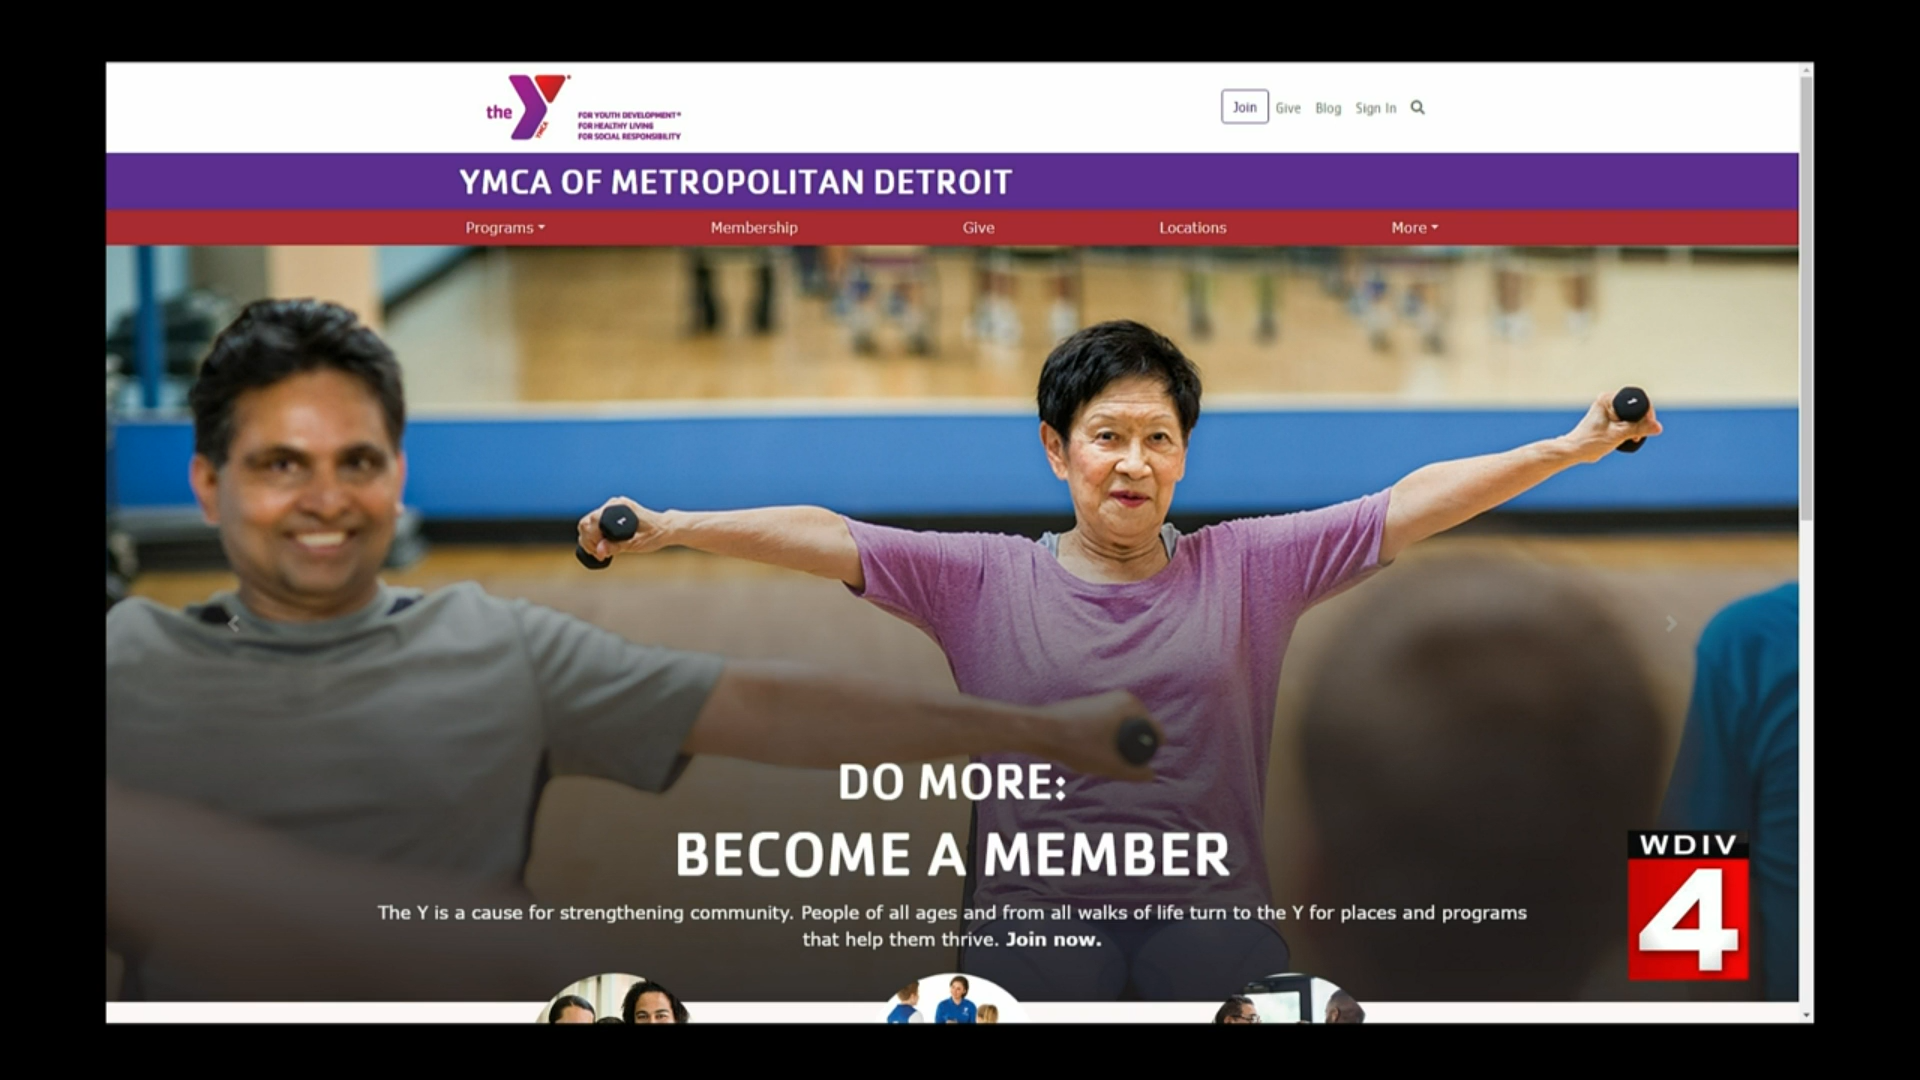 the
YMCA
FOR YOUTH DEVELOPMENT®
FOR HEALTHY LIVING
FOR SOCIAL RESPONSIBILITY
Join Give Blog Sign In
YMCA OF METROPOLITAN DETROIT
Programs Membership Give Locations More
DO MORE:
BECOME A MEMBER
The Y is a cause for strengthening community. People of all ages and from all walks of life turn to the Y for places and programs
that help them thrive. Join now.
WDIV
4